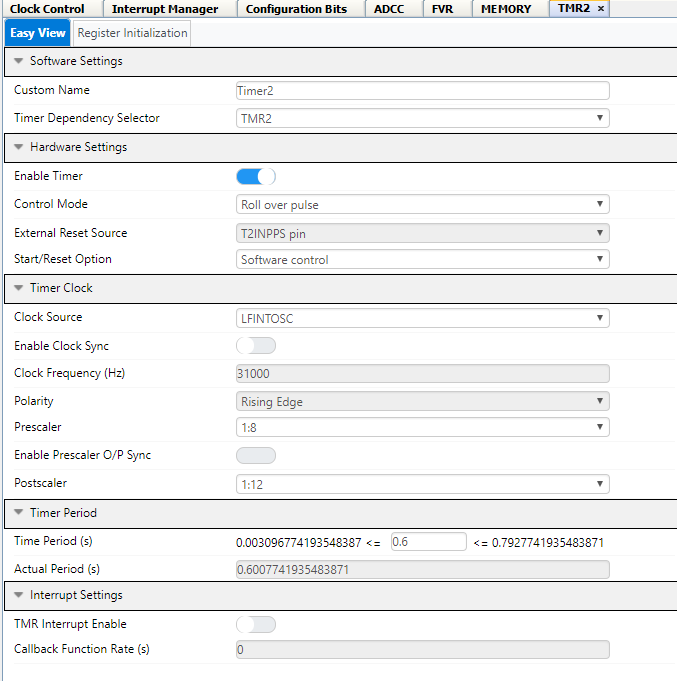 Clock Control Interrupt Manager Configuration Bits ADCC FVR MEMORY TMR2 ×
Easy View Register Initialization
Software Settings
Custom Name Timer2
Timer Dependency Selector TMR2
Hardware Settings
Enable Timer
Control Mode Roll over pulse
External Reset Source T2INPPS pin
Start/Reset Option Software control
Timer Clock
Clock Source LFINTOSC
Enable Clock Sync
Clock Frequency (Hz) 31000
Polarity Rising Edge
Prescaler 1:8
Enable Prescaler O/P Sync
Postscaler 1:12
Timer Period
Time Period (s) 0.003096774193548387 <= 0.6 <= 0.7927741935483871
Actual Period (s) 0.6007741935483871
Interrupt Settings
TMR Interrupt Enable
Callback Function Rate (s) 0